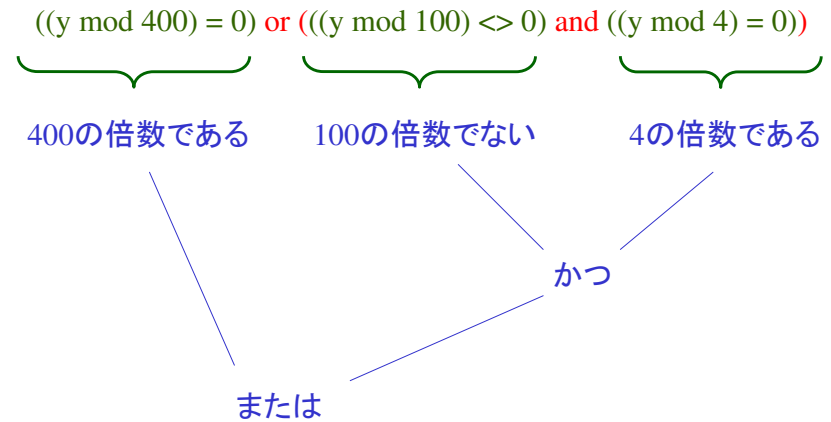 ((y mod 400) = 0) or (((y mod 100) <> 0) and ((y mod 4) = 0))
400の倍数である 100の倍数でない 4の倍数である
かつ
または